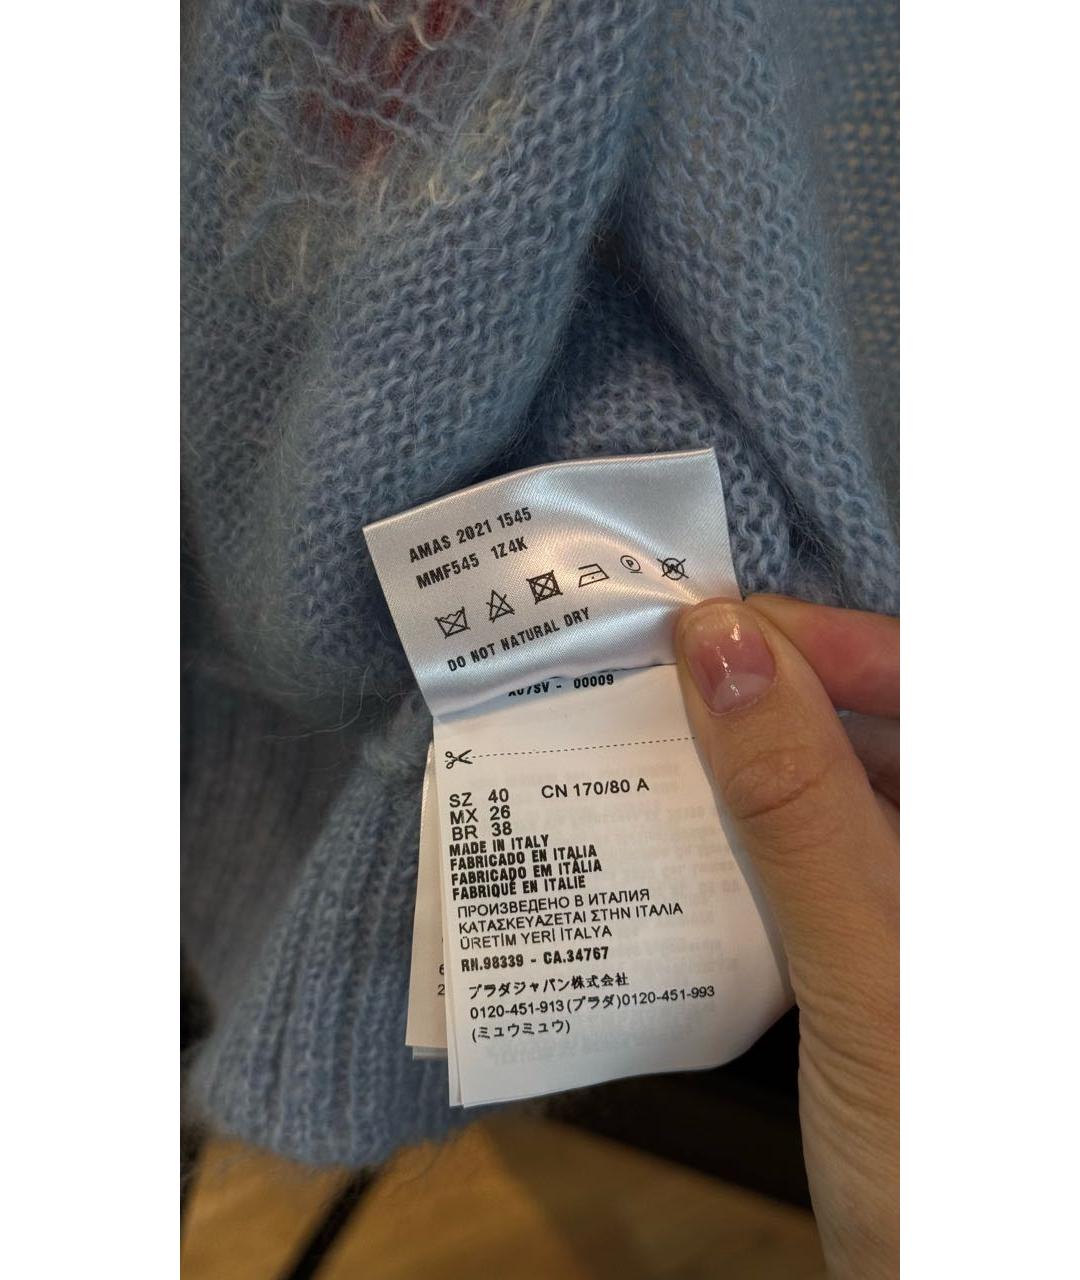 AMAS 2021 1545
MMF545 1Z4K
DO NOT NATURAL DRY
X07SV - 00009
SZ 40 CN 170/80 A
MX 26
BR 38
MADE IN ITALY
FABRICADO EN ITALIA
FABRICADO EM ITÁLIA
FABRIQUÉ EN ITALIE
ПРОИЗВЕДЕНО В ИТАЛИЯ
ΚΑΤΑΣΚΕΥΑΖΕΤΑΙ ΣΤΗΝ ΙΤΑΛΙΑ
ÜRETİM YERİ İTALYA
RN.98339 - CA.34767
プラダジャパン株式会社
0120-451-913(プラダ)0120-451-993
(ミュウミュウ)